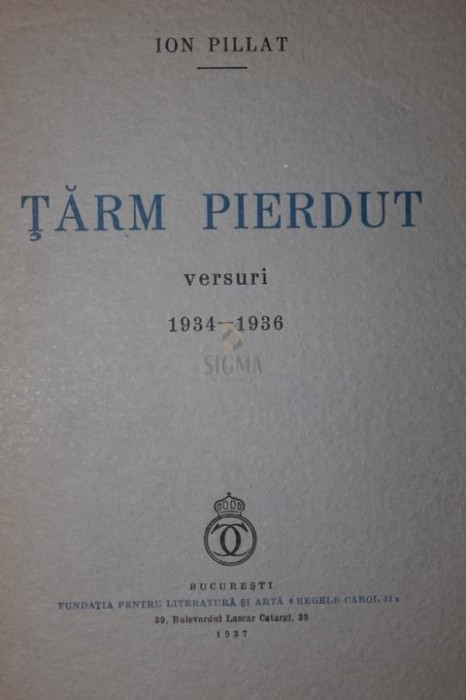 ION PILLAT
ŢĂRM PIERDUT
versuri
1934—1936
SIGMA
BUCUREŞTI
FUNDAŢIA PENTRU LITERATURĂ ŞI ARTĂ «REGELE CAROL II»
39, Bulevardul Lascar Catargi, 39
1937